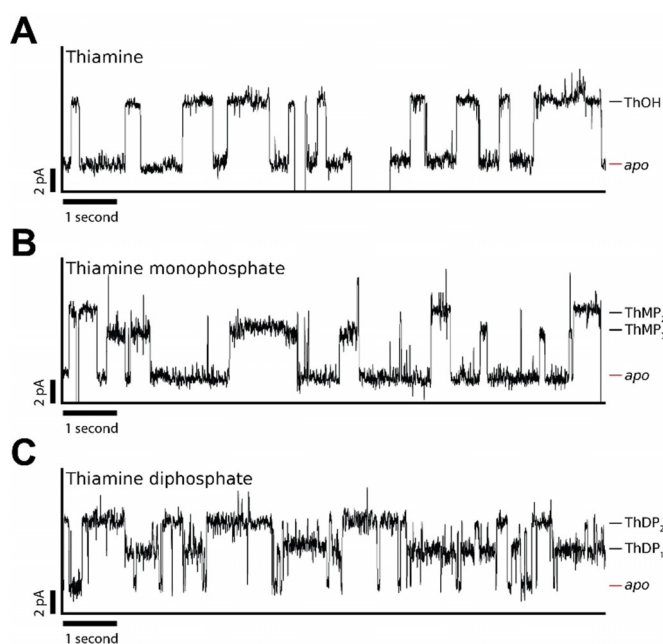 A
Thiamine
ThOH
apo
2 pA
1 second
B
Thiamine monophosphate
ThMP₂
ThMP₁
apo
2 pA
1 second
C
Thiamine diphosphate
ThDP₂
ThDP₁
apo
2 pA
1 second